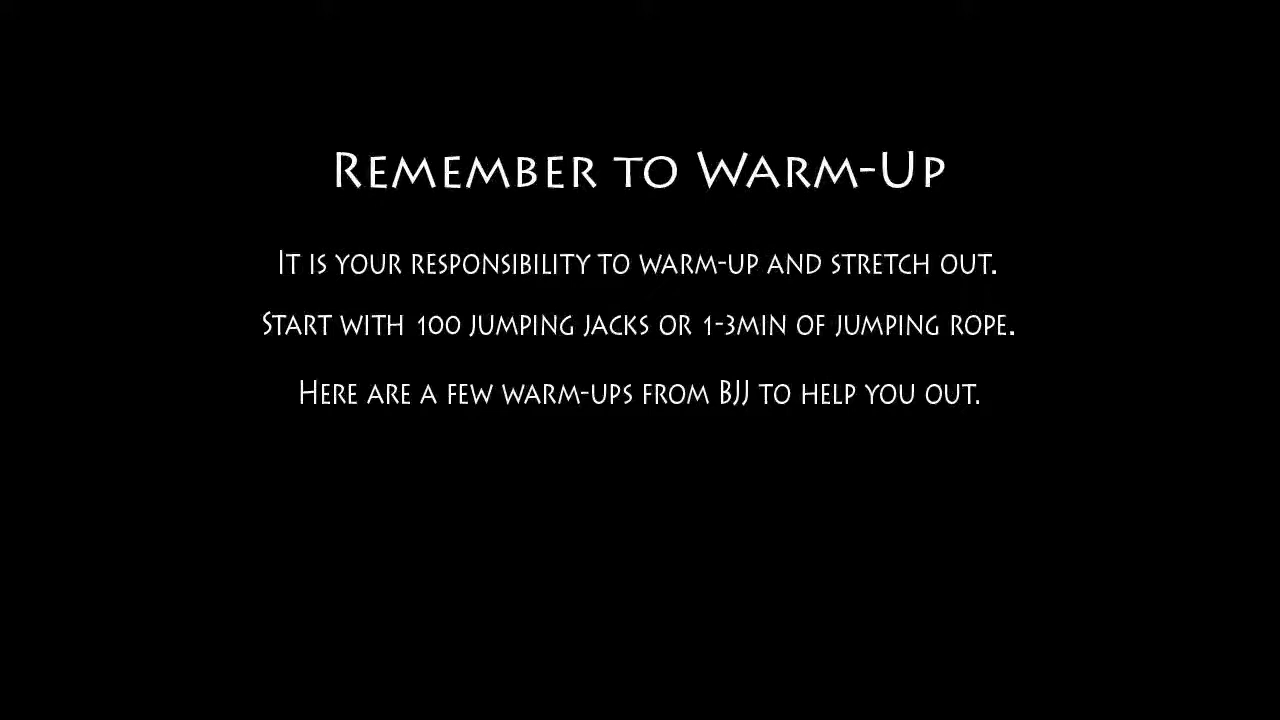 Remember to Warm-Up
It is your responsibility to warm-up and stretch out.
Start with 100 jumping jacks or 1-3min of jumping rope.
Here are a few warm-ups from BJJ to help you out.